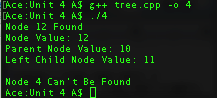 Ace:Unit 4 A$ g++ tree.cpp -o 4
Ace:Unit 4 A$ ./4
Node 12 Found
Node Value: 12
Parent Node Value: 10
Left Child Node Value: 11
Node 4 Can't Be Found
Ace:Unit 4 A$